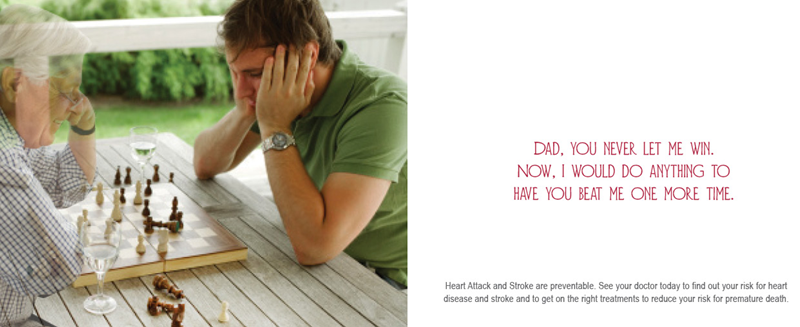 DAD, YOU NEVER LET ME WIN.
NOW, I WOULD DO ANYTHING TO
HAVE YOU BEAT ME ONE MORE TIME.
Heart Attack and Stroke are preventable. See your doctor today to find out your risk for heart
disease and stroke and to get on the right treatments to reduce your risk for premature death.